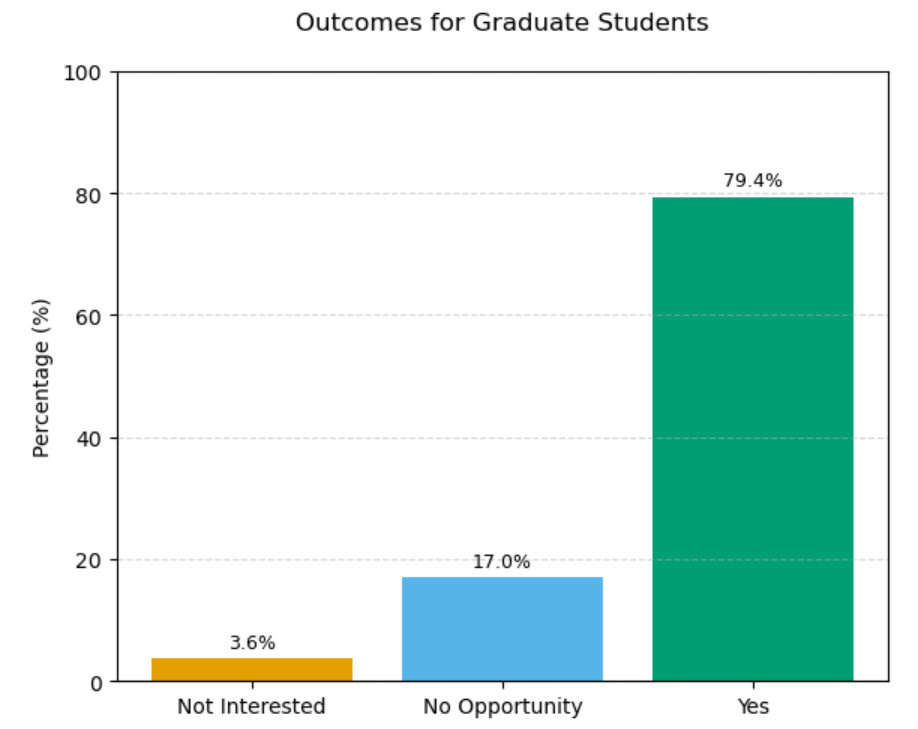 Outcomes for Graduate Students
Percentage (%)
100
80
60
40
20
0
3.6%
17.0%
79.4%
Not Interested
No Opportunity
Yes